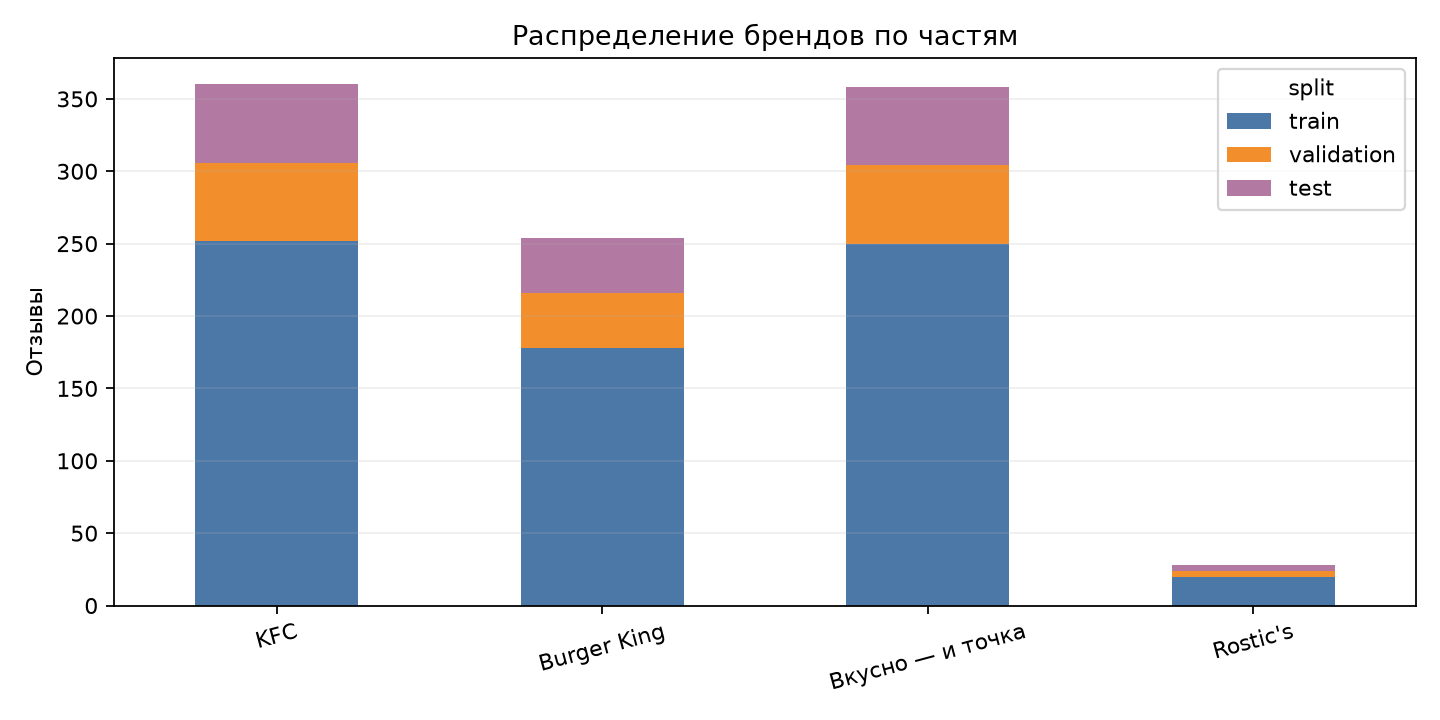 Распределение брендов по частям
split
train
validation
test
Отзывы
350
300
250
200
150
100
50
0
KFC
Burger King
Вкусно — и точка
Rostic's